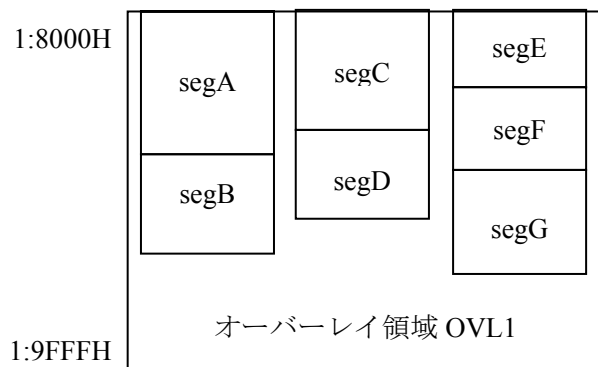 1:8000H
segA
segB
segC
segD
segE
segF
segG
オーバーレイ領域 OVL1
1:9FFFH